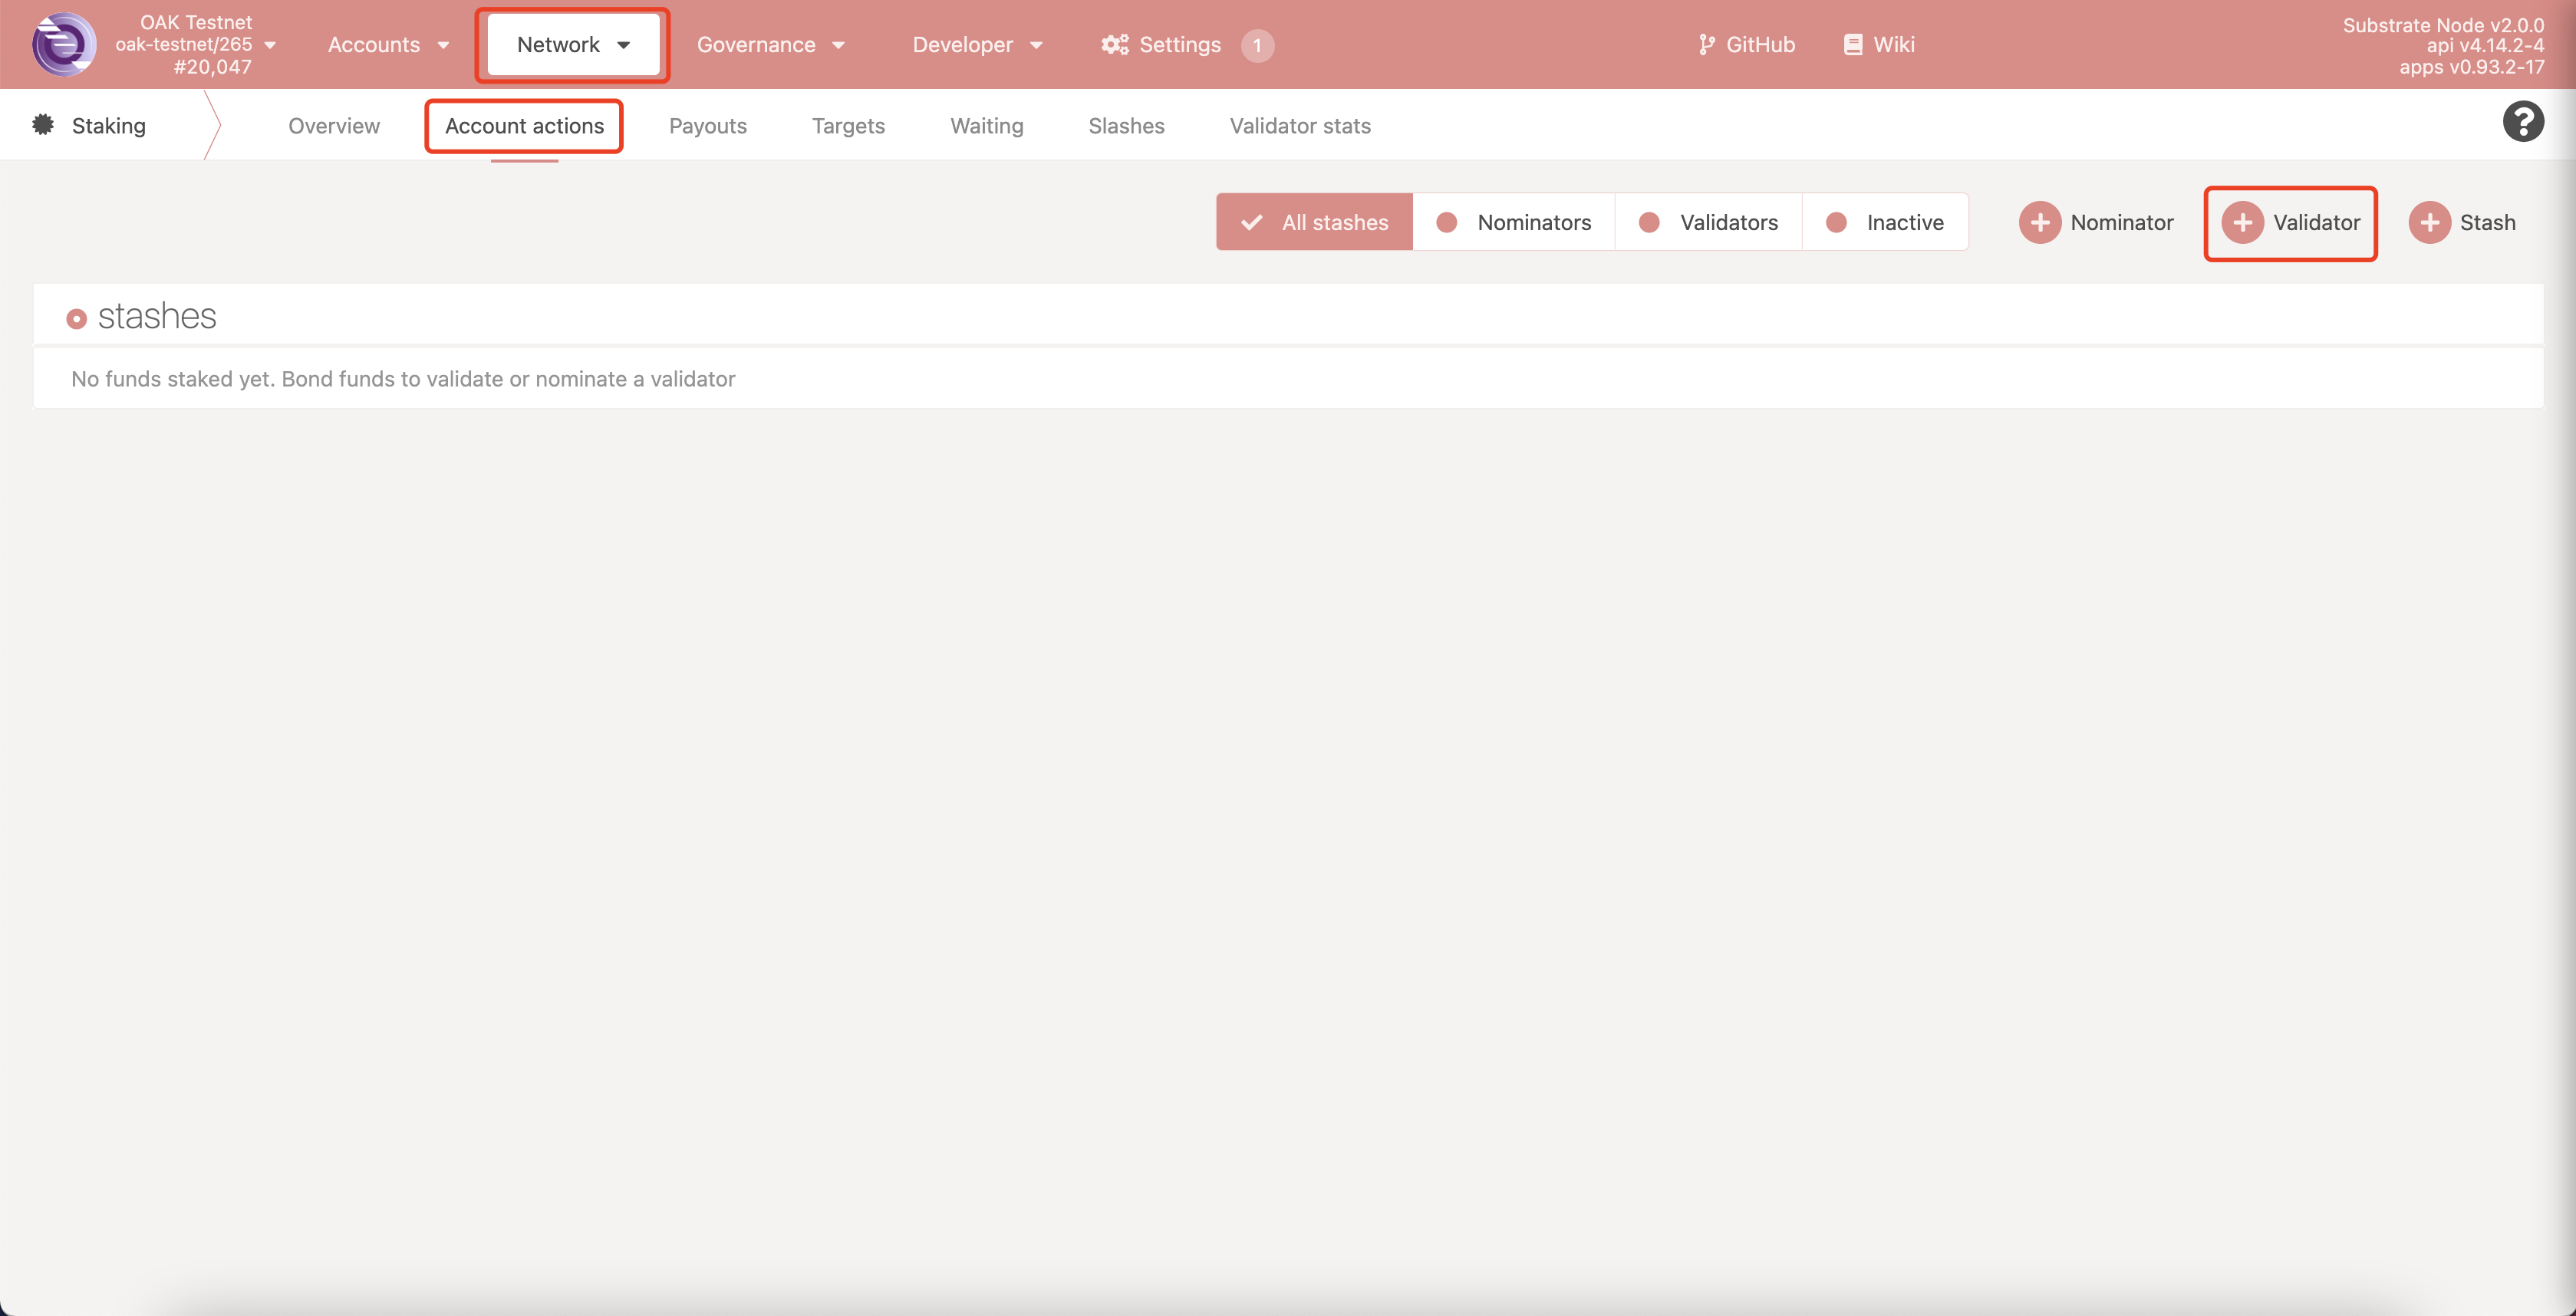 OAK Testnet
oak-testnet/265
#20,047
Accounts
Network
Governance
Developer
Settings
1
GitHub
Wiki
Substrate Node v2.0.0
api v4.14.2-4
apps v0.93.2-17
Staking
Overview
Account actions
Payouts
Targets
Waiting
Slashes
Validator stats
?
All stashes
Nominators
Validators
Inactive
Nominator
Validator
Stash
stashes
No funds staked yet. Bond funds to validate or nominate a validator